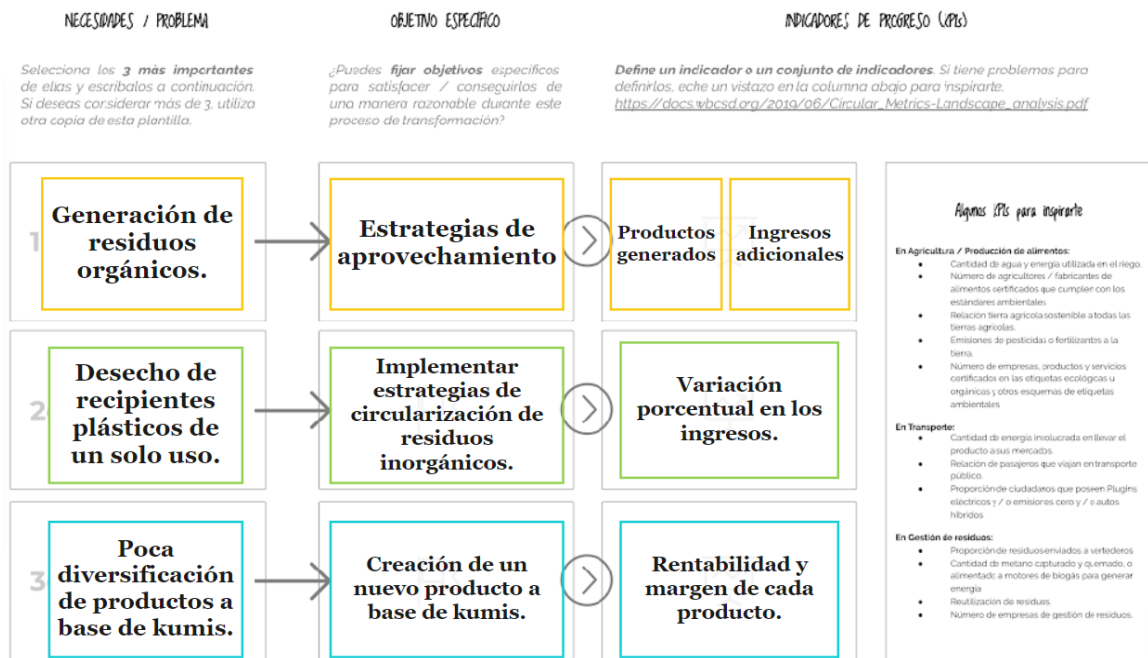 NECESIDADES / PROBLEMA
OBJETIVO ESPECÍFICO
INDICADORES DE PROGRESO (KPIs)
Selecciona los 3 más importantes
de ellas y escríbalos a continuación.
Si deseas considerar más de 3, utiliza
otra copia de esta plantilla.
¿Puedes fijar objetivos específicos
para satisfacer / conseguirlos de
una manera razonable durante este
proceso de transformación?
Define un indicador o un conjunto de indicadores. Si tiene problemas para
definirlos, eche un vistazo en la columna abajo para inspirarte.
https://docs.wbcsd.org/2019/06/Circular_Metrics-Landscape_analysis.pdf
1
Generación de
residuos
orgánicos.
Estrategias de
aprovechamiento
Productos
generados
Ingresos
adicionales
2
Desecho de
recipientes
plásticos de
un solo uso.
Implementar
estrategias de
circularización de
residuos
inorgánicos.
Variación
porcentual en los
ingresos.
3
Poca
diversificación
de productos a
base de kumis.
Creación de un
nuevo producto a
base de kumis.
Rentabilidad y
margen de cada
producto.
Algunos KPIs para inspirarte
En Agricultura / Producción de alimentos:
Cantidad de agua y energía utilizada en el riego.
Número de agricultores / fabricantes de
alimentos certificados que cumplen con los
estándares ambientales
Relación tierra agrícola sostenible a todas las
tierras agrícolas.
Emisiones de pesticidas o fertilizantes a la
tierra.
Número de empresas, productos y servicios
certificados en las etiquetas ecológicas u
orgánicas y otros esquemas de etiquetas
ambientales
En Transporte:
Cantidad de energía involucrada en llevar el
producto a sus mercados.
Relación de pasajeros que viajan en transporte
público.
Proporción de ciudadanos que poseen Plugins
eléctricos y / o emisiones cero y / o autos
híbridos
En Gestión de residuos:
Proporción de residuos enviados a vertederos
Cantidad de metano capturado y quemado, o
alimentado a motores de biogás para generar
energía
Reutilización de residuos.
Número de empresas de gestión de residuos.